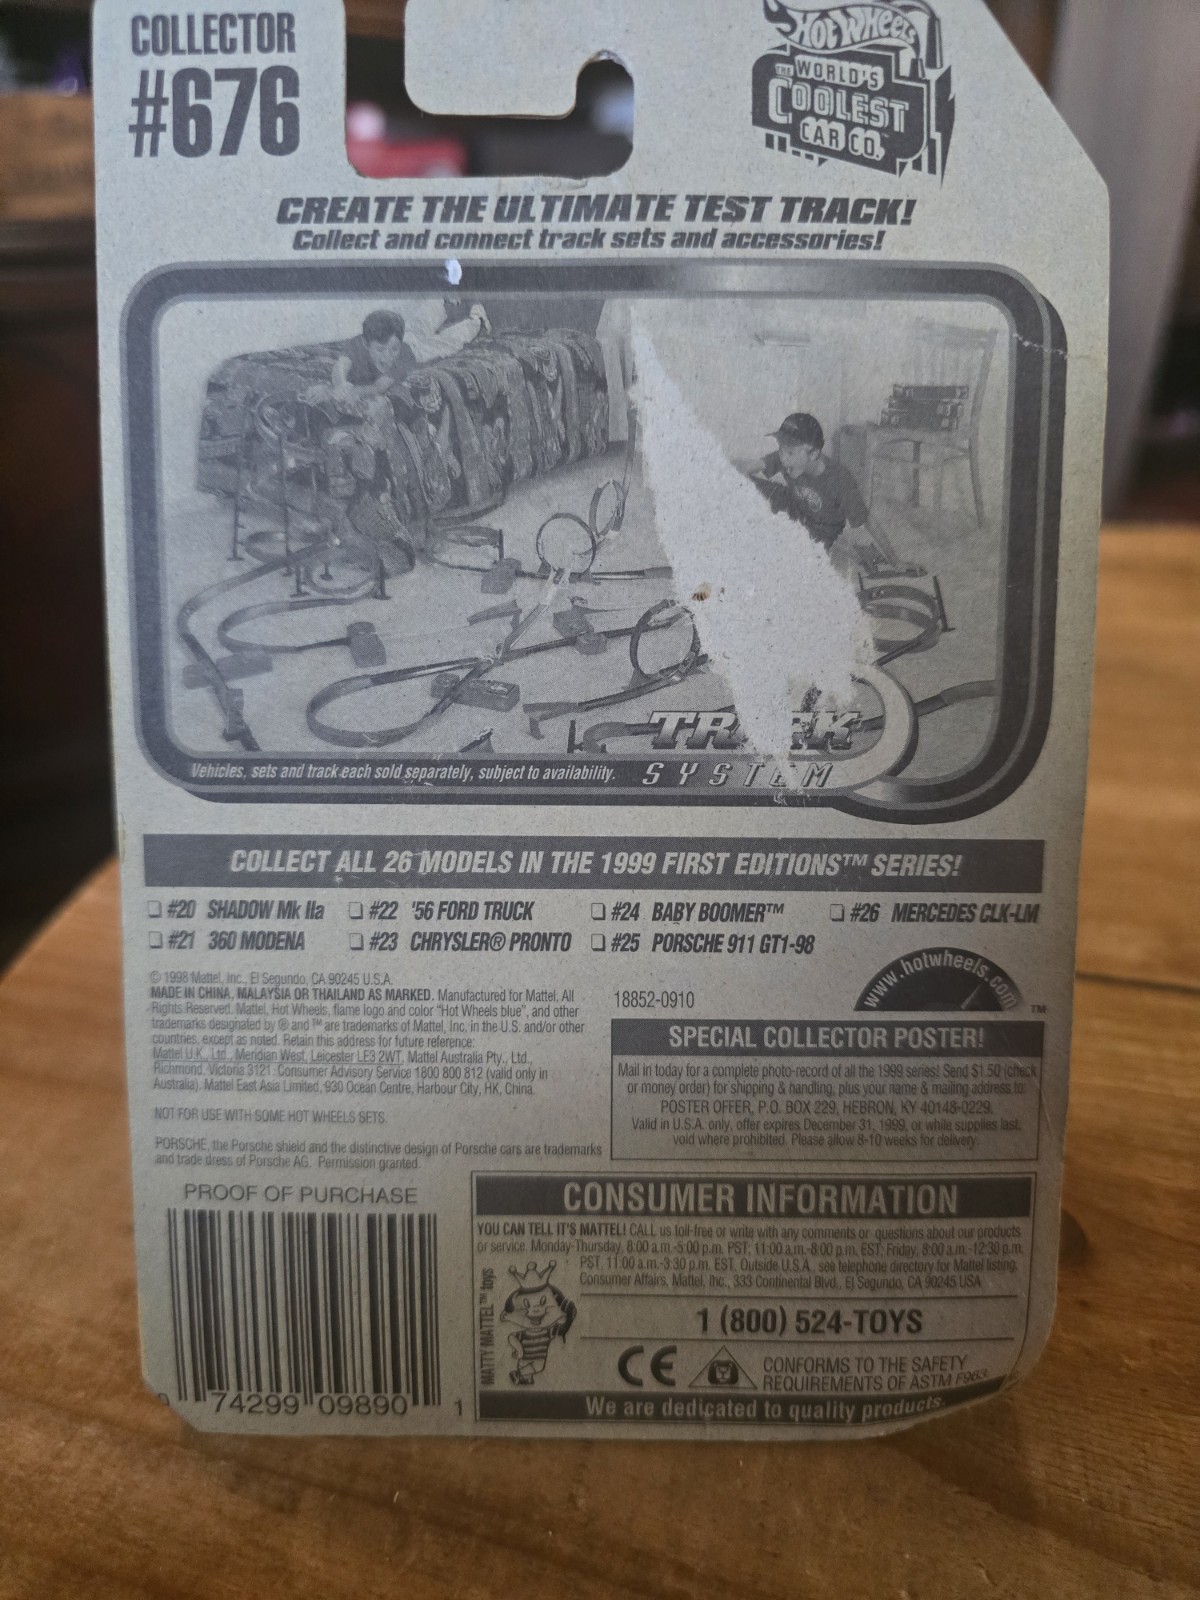 COLLECTOR
#676
HOT WHEELS
THE WORLD'S
COOLEST
CAR CO.™
CREATE THE ULTIMATE TEST TRACK!
Collect and connect track sets and accessories!
TR
K
SYSTEM
Vehicles, sets and track each sold separately, subject to availability.
COLLECT ALL 26 MODELS IN THE 1999 FIRST EDITIONS™ SERIES!
❏ #20 SHADOW Mk IIa ❏ #22 '56 FORD TRUCK ❏ #24 BABY BOOMER™ ❏ #26 MERCEDES CLK-LM
❏ #21 360 MODENA ❏ #23 CHRYSLER® PRONTO ❏ #25 PORSCHE 911 GT1-98
© 1998 Mattel, Inc., El Segundo, CA 90245 U.S.A.
MADE IN CHINA, MALAYSIA OR THAILAND AS MARKED. Manufactured for Mattel. All
Rights Reserved. Mattel, Hot Wheels, flame logo and color "Hot Wheels blue", and other
trademarks designated by ® and ™ are trademarks of Mattel, Inc. in the U.S. and/or other
countries, except as noted. Retain this address for future reference:
Mattel U.K., Ltd., Meridian West, Leicester LE3 2WT. Mattel Australia Pty., Ltd.,
Richmond, Victoria 3121. Consumer Advisory Service 1800 800 812 (valid only in
Australia). Mattel East Asia Limited, 930 Ocean Centre, Harbour City, HK, China.
NOT FOR USE WITH SOME HOT WHEELS SETS.
PORSCHE, the Porsche shield and the distinctive design of Porsche cars are trademarks
and trade dress of Porsche AG. Permission granted.
18852-0910
www.hotwheels.com™
SPECIAL COLLECTOR POSTER!
Mail in today for a complete photo-record of all the 1999 series! Send $1.50 (check
or money order) for shipping & handling, plus your name & mailing address to:
POSTER OFFER, P.O. BOX 229, HEBRON, KY 40148-0229.
Valid in U.S.A. only, offer expires December 31, 1999, or while supplies last,
void where prohibited. Please allow 8-10 weeks for delivery.
PROOF OF PURCHASE
0 74299 09890 1
CONSUMER INFORMATION
YOU CAN TELL IT'S MATTEL! CALL us toll-free or write with any comments or questions about our products
or service. Monday-Thursday, 8:00 a.m.-5:00 p.m. PST; 11:00 a.m.-8:00 p.m. EST; Friday, 8:00 a.m.-12:30 p.m.
PST, 11:00 a.m.-3:30 p.m. EST. Outside U.S.A., see telephone directory for Mattel listing.
Consumer Affairs, Mattel, Inc., 333 Continental Blvd., El Segundo, CA 90245 USA
MATTY MATTEL™ toys
1 (800) 524-TOYS
CE
CONFORMS TO THE SAFETY
REQUIREMENTS OF ASTM F963.
We are dedicated to quality products.